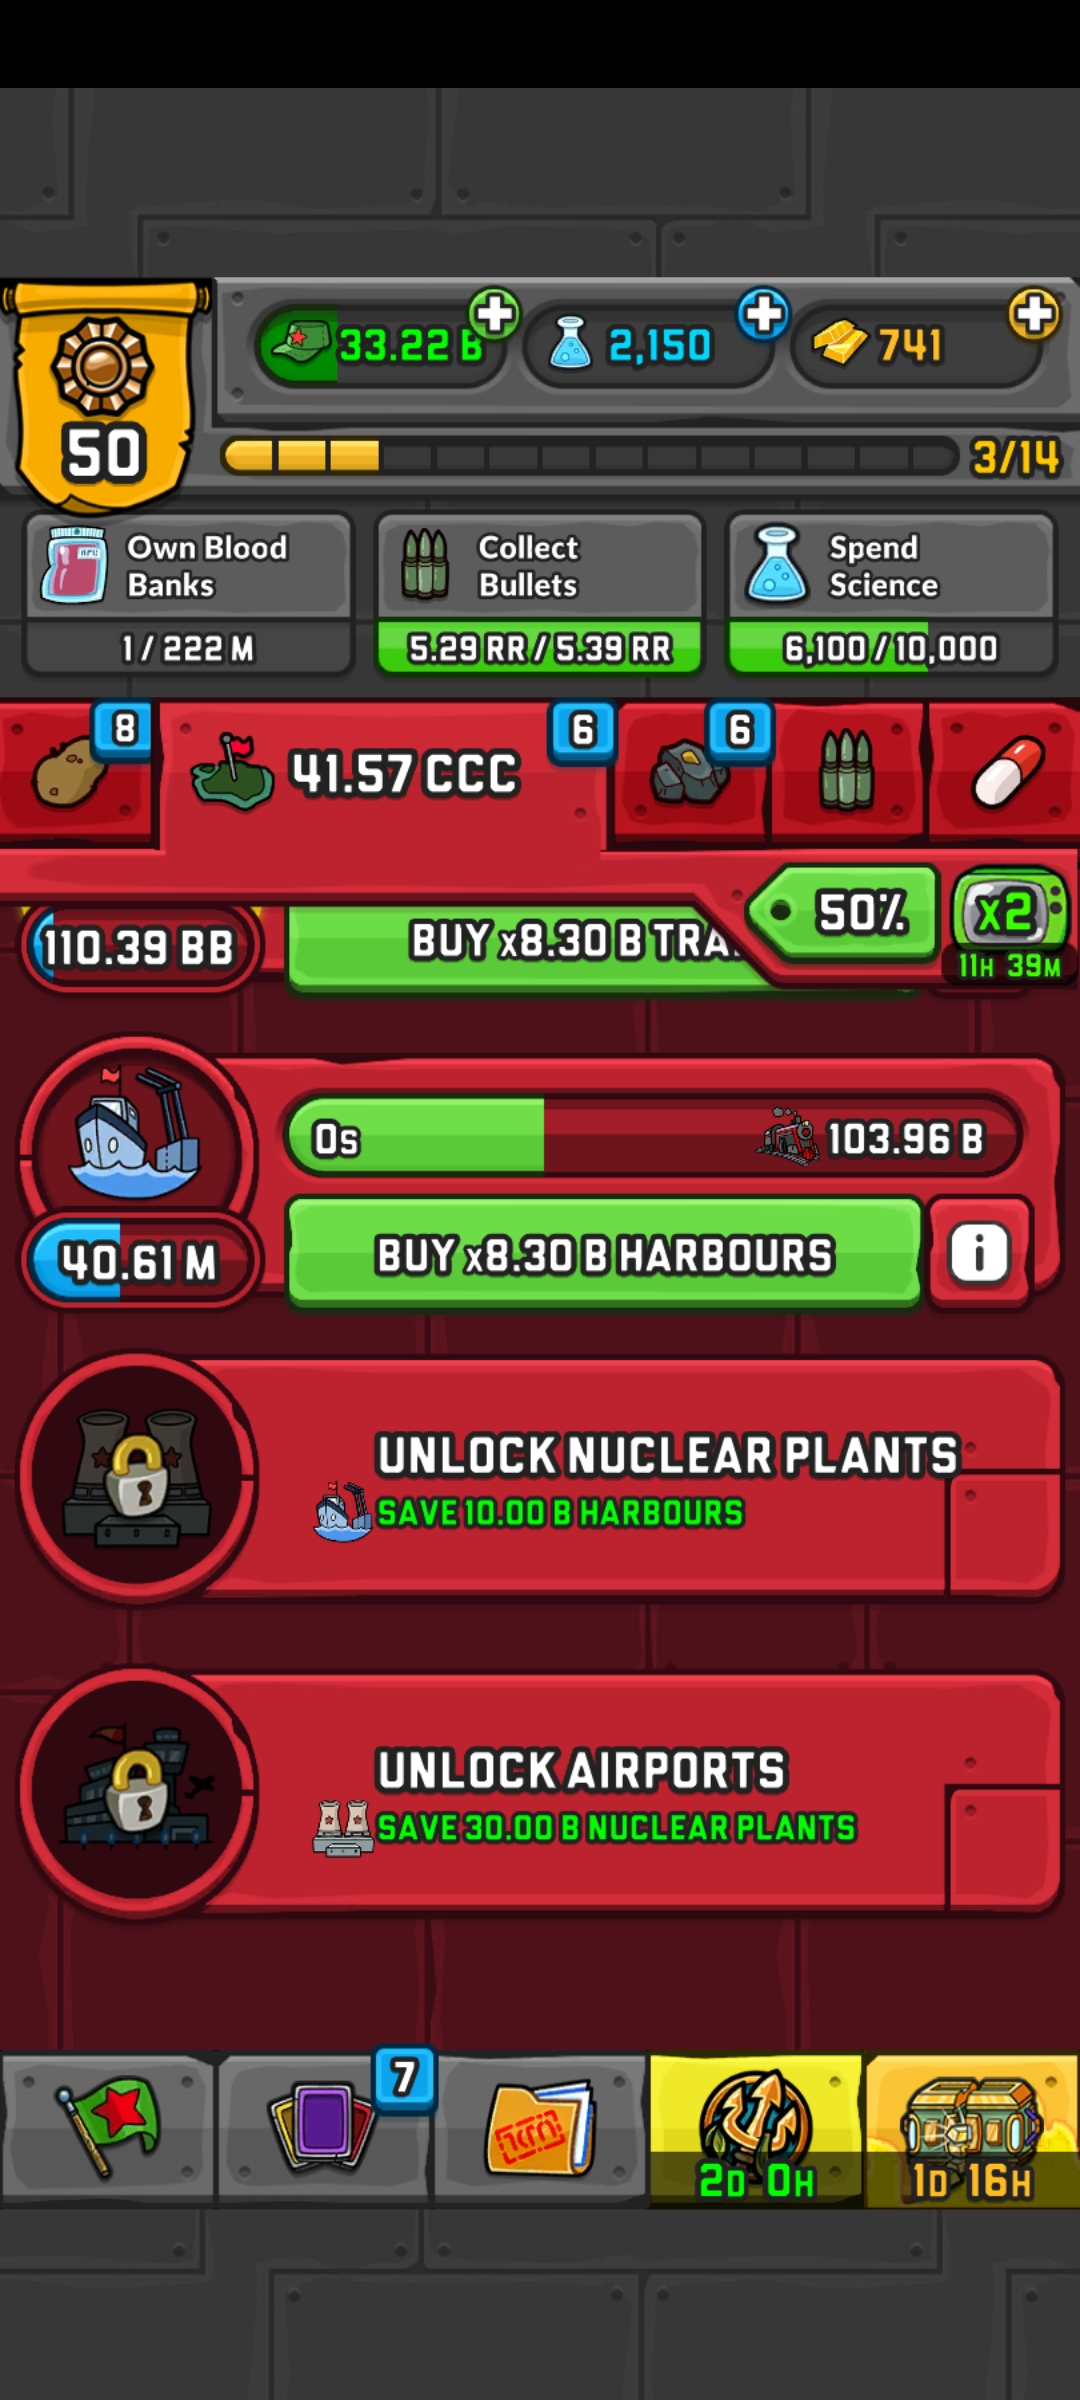 33.22 B
2,150
741
50
3/14
Own Blood
Banks
1 / 222 M
Collect
Bullets
5.29 RR / 5.39 RR
Spend
Science
6,100 / 10,000
8
41.57 CCC
6
6
50%
x2
11H 39M
110.39 BB
BUY x8.30 B TRA
0s
103.96 B
40.61 M
BUY x8.30 B HARBOURS
i
UNLOCK NUCLEAR PLANTS
SAVE 10.00 B HARBOURS
UNLOCK AIRPORTS
SAVE 30.00 B NUCLEAR PLANTS
7
2D 0H
1D 16H